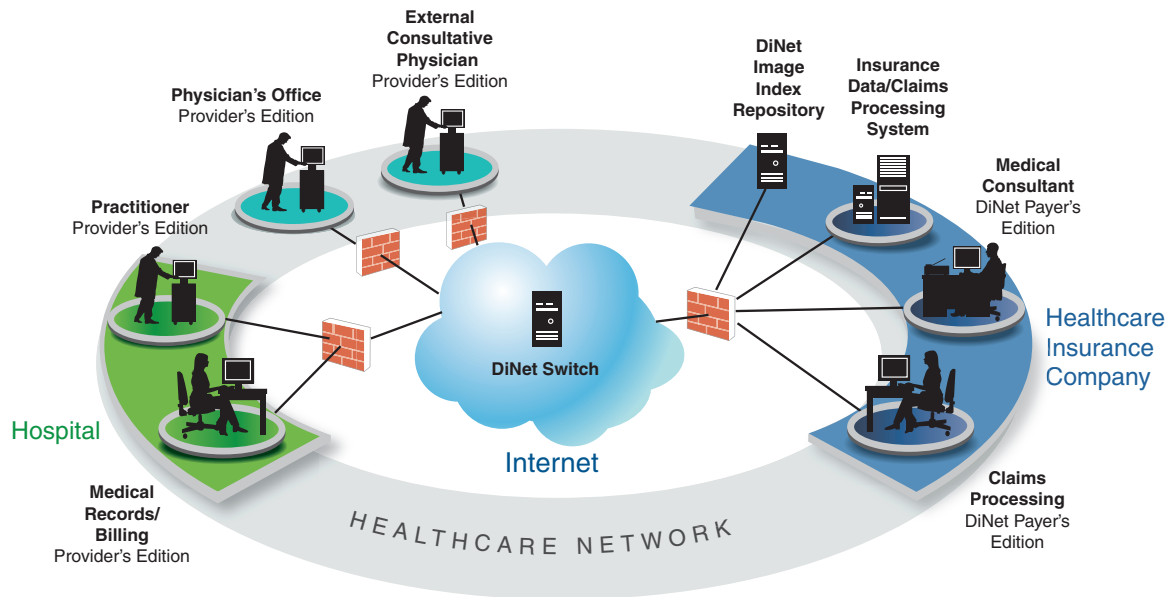 External
Consultative
Physician
Provider’s Edition
Physician’s Office
Provider’s Edition
Practitioner
Provider’s Edition
DiNet
Image
Index
Repository
Insurance
Data/Claims
Processing
System
Medical
Consultant
DiNet Payer’s
Edition
Healthcare
Insurance
Company
DiNet Switch
Internet
Hospital
Medical
Records/
Billing
Provider’s Edition
Claims
Processing
DiNet Payer’s
Edition
HEALTHCARE NETWORK